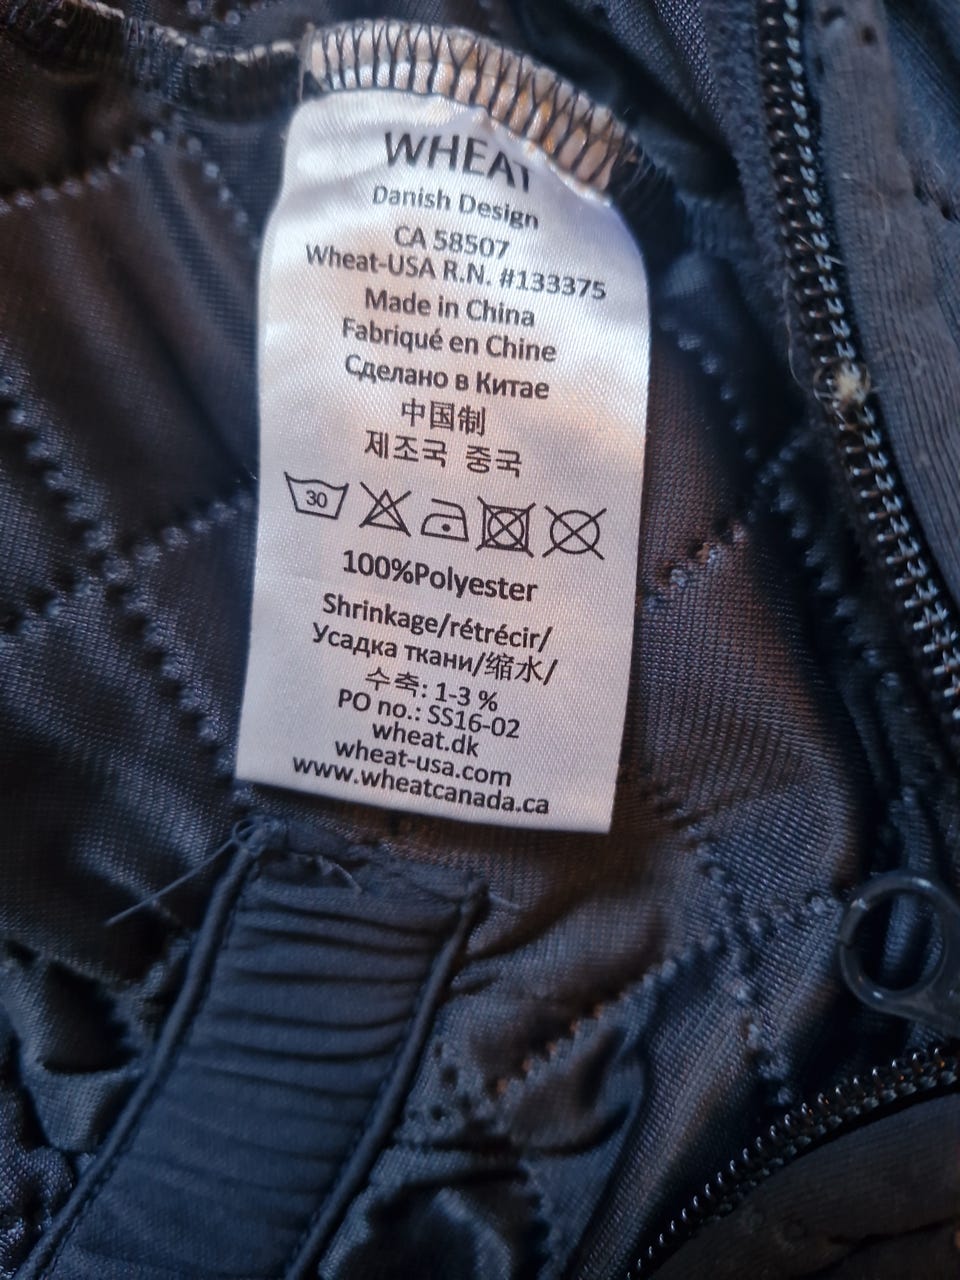 WHEAT
Danish Design
CA 58507
Wheat-USA R.N. #133375
Made in China
Fabriqué en Chine
Сделано в Китае
中国制
제조국 중국
30
100%Polyester
Shrinkage/rétrécir/
Усадка ткани/缩水/
수축: 1-3 %
PO no.: SS16-02
wheat.dk
wheat-usa.com
www.wheatcanada.ca